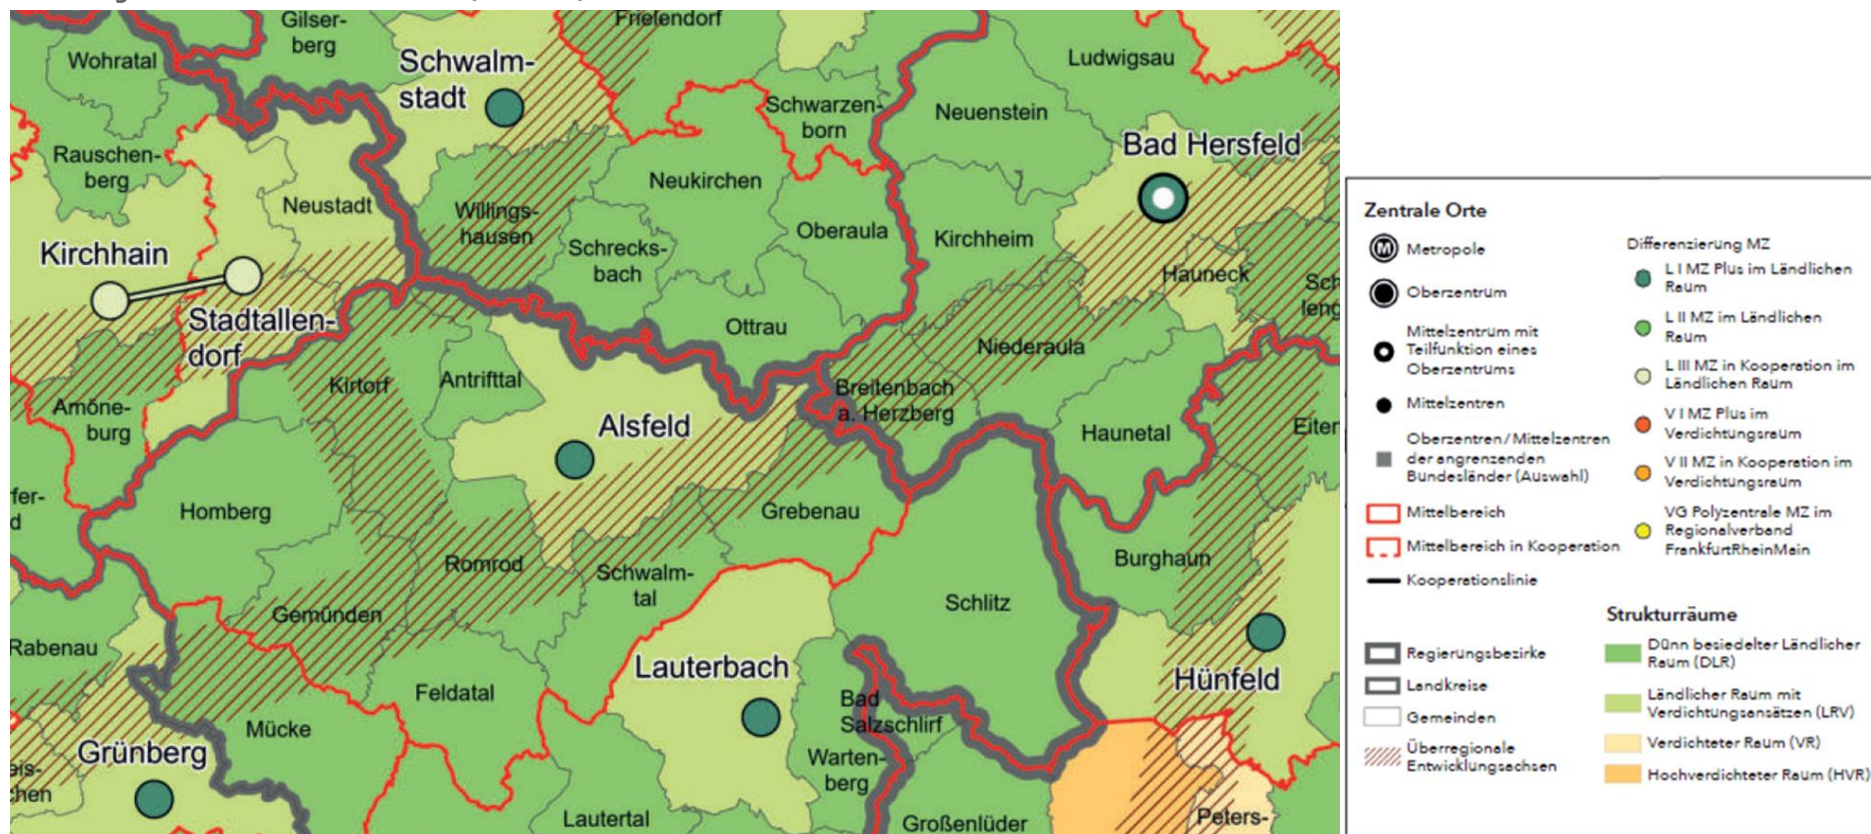 Gilser-
berg
Frielendorf
Wohratal
Schwalm-
stadt
Ludwigsau
Schwarzen-
born
Neuenstein
Bad Hersfeld
Rauschen-
berg
Neukirchen
Neustadt
Willings-
hausen
Oberaula
Kirchheim
Kirchhain
Schrecks-
bach
Hauneck
Sch
leng
Stadtallen-
dorf
Ottrau
Niederaula
Kirtorf
Antrifttal
Breitenbach
a. Herzberg
Amöne-
burg
Alsfeld
Haunetal
Eiter
fer-
d
Homberg
Grebenau
Romrod
Schwalm-
tal
Burghaun
Gemünden
Schlitz
Rabenau
Lauterbach
Hünfeld
Feldatal
Bad
Salzschlirf
Mücke
Grünberg
Warten-
berg
eis-
chen
Lautertal
Großenlüder
Peters-
Zentrale Orte
M Metropole
Oberzentrum
Mittelzentrum mit
Teilfunktion eines
Oberzentrums
Mittelzentren
Oberzentren/Mittelzentren
der angrenzenden
Bundesländer (Auswahl)
Mittelbereich
Mittelbereich in Kooperation
Kooperationslinie
Differenzierung MZ
L I MZ Plus im Ländlichen
Raum
L II MZ im Ländlichen
Raum
L III MZ in Kooperation im
Ländlichen Raum
V I MZ Plus im
Verdichtungsraum
V II MZ in Kooperation im
Verdichtungsraum
VG Polyzentrale MZ im
Regionalverband
FrankfurtRheinMain
Regierungsbezirke
Landkreise
Gemeinden
Überregionale
Entwicklungsachsen
Strukturräume
Dünn besiedelter Ländlicher
Raum (DLR)
Ländlicher Raum mit
Verdichtungsansätzen (LRV)
Verdichteter Raum (VR)
Hochverdichteter Raum (HVR)